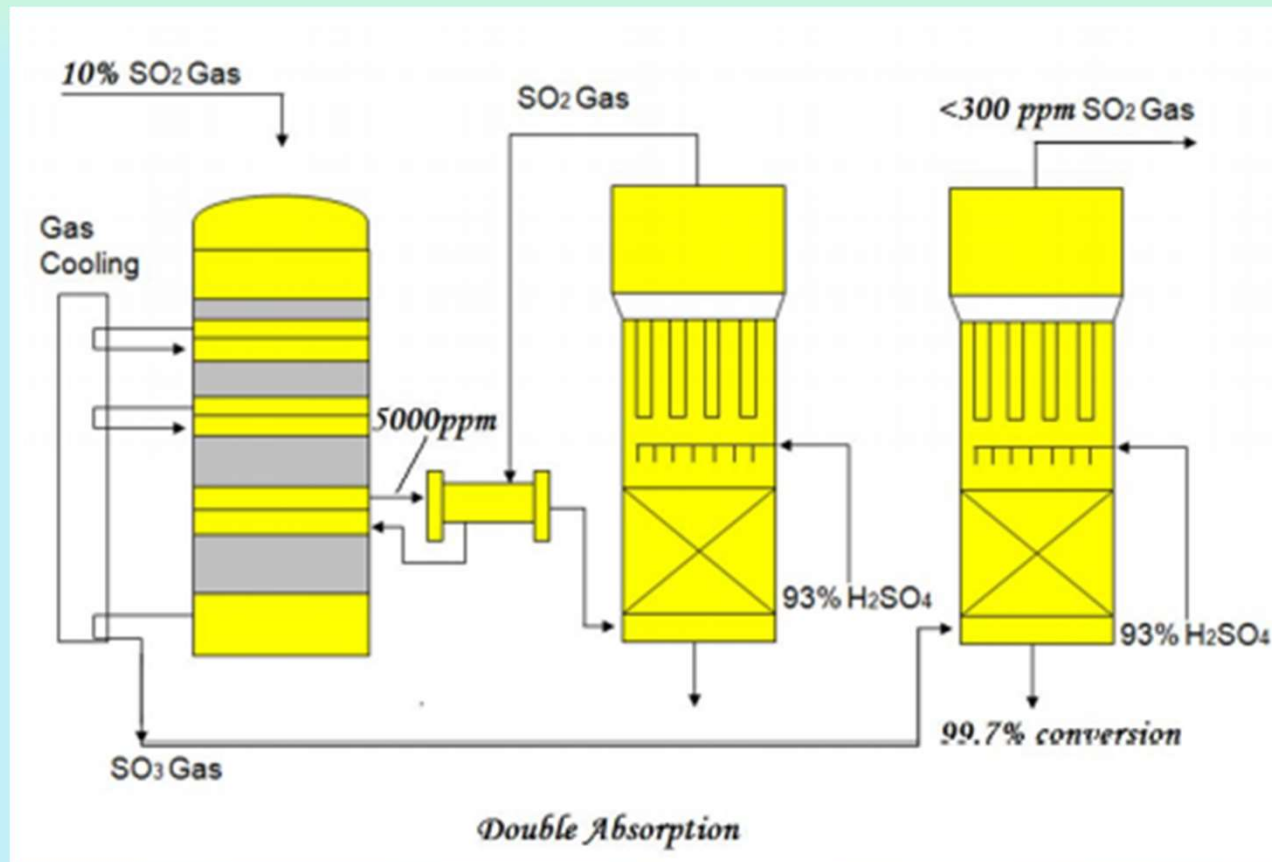 10% SO2 Gas
SO2 Gas
<300 ppm SO2 Gas
Gas
Cooling
5000ppm
93% H2SO4
93% H2SO4
99.7% conversion
SO3 Gas
Double Absorption